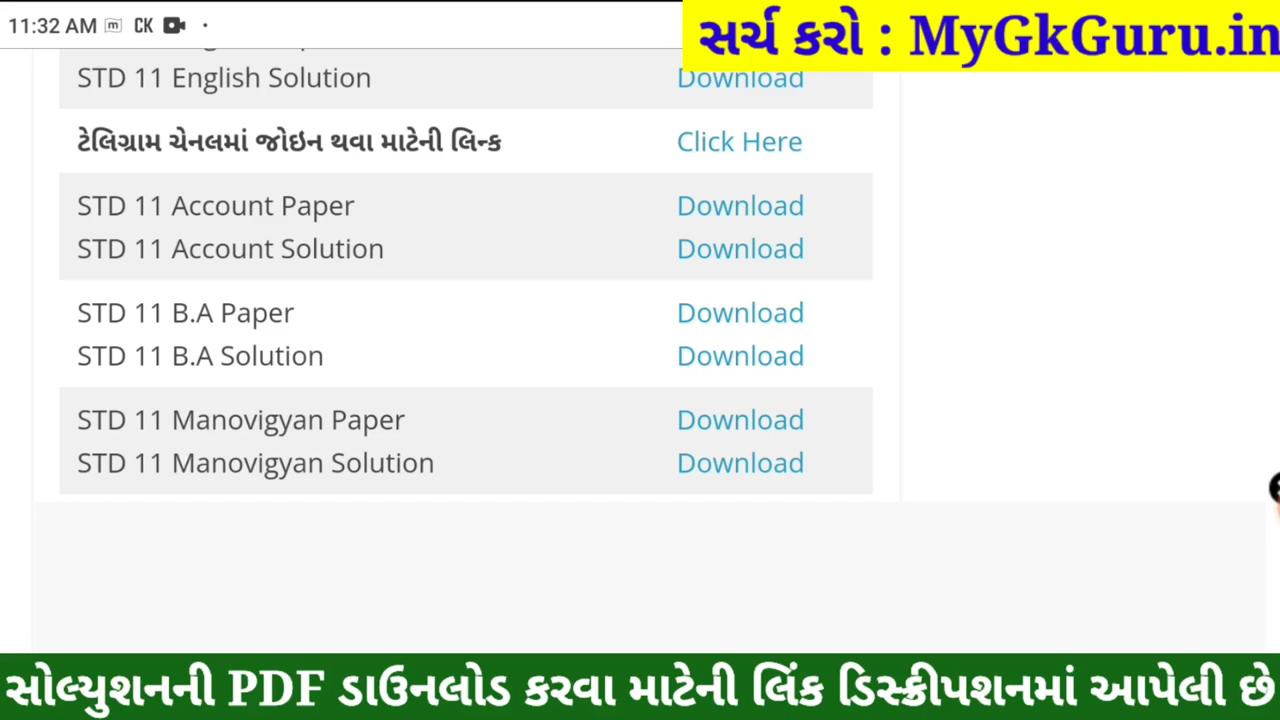 11:32 AM m CK
સર્ચ કરો : MyGkGuru.in
STD 11 English Solution Download
ટેલિગ્રામ ચેનલમાં જોઇન થવા માટેની લિન્ક Click Here
STD 11 Account Paper Download
STD 11 Account Solution Download
STD 11 B.A Paper Download
STD 11 B.A Solution Download
STD 11 Manovigyan Paper Download
STD 11 Manovigyan Solution Download
સોલ્યુશનની PDF ડાઉનલોડ કરવા માટેની લિંક ડિસ્ક્રીપશનમાં આપેલી છે